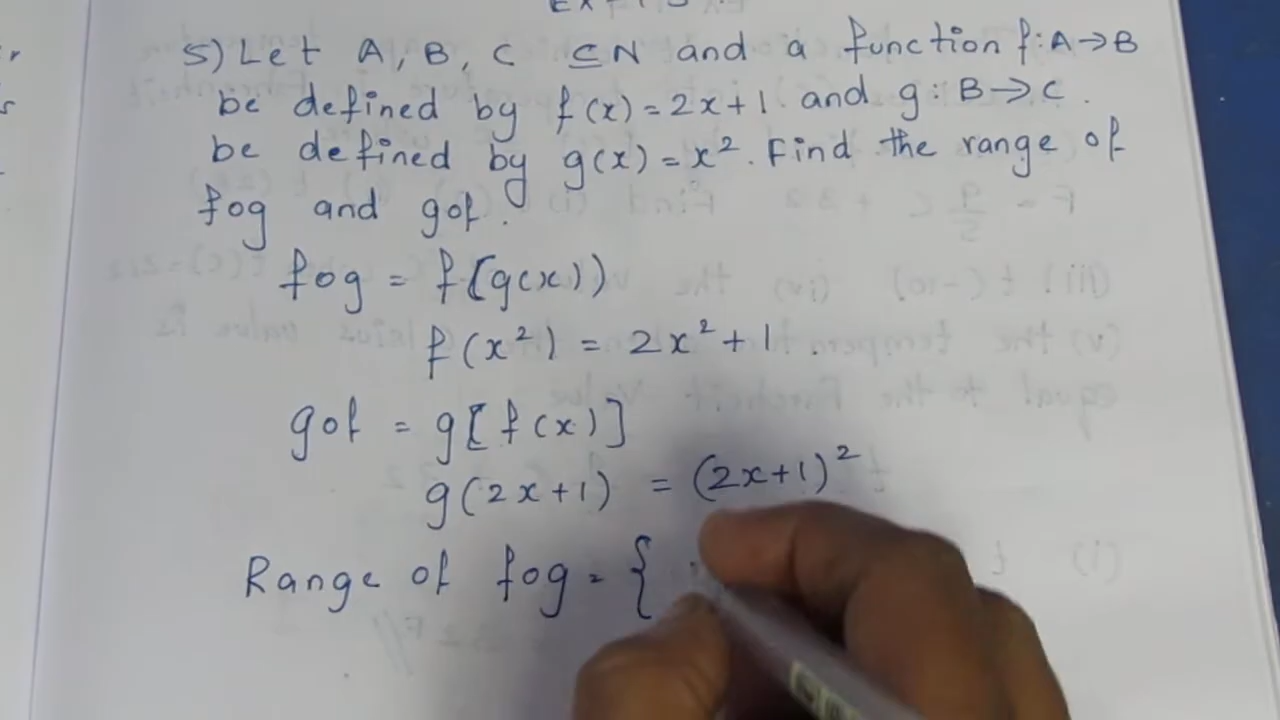 5) Let A, B, C ⊆ N and a function f: A → B
be defined by f(x) = 2x+1 and g: B → C.
be defined by g(x) = x². Find the range of
fog and gof.
fog = f[g(x))
f(x²) = 2x² + 1.
gof = g[f(x)]
g(2x+1) = (2x+1)²
Range of fog = {